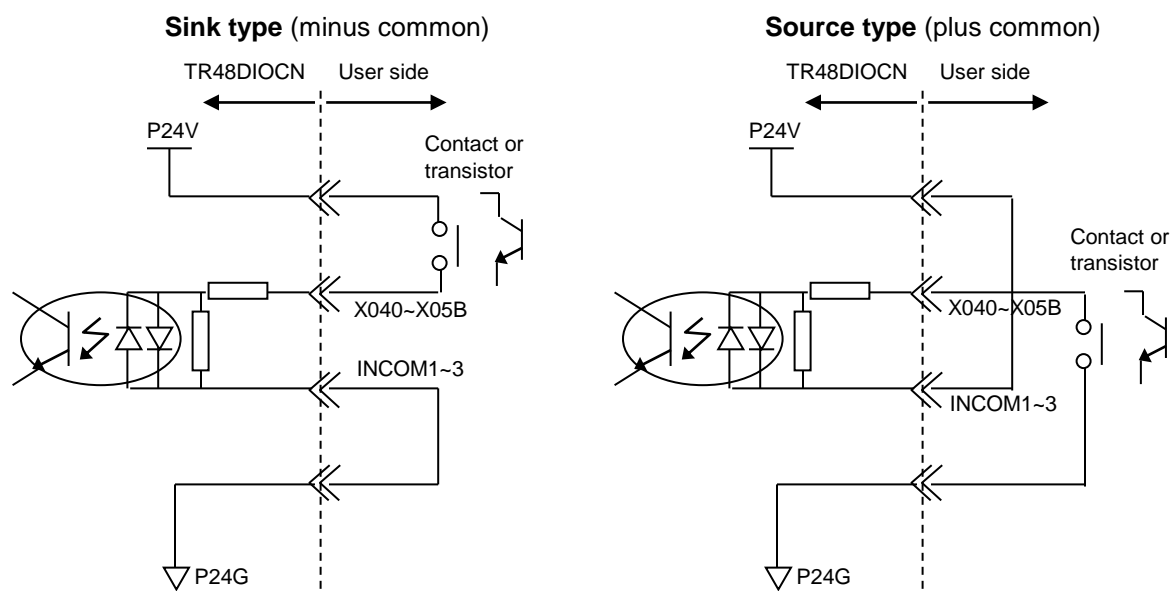 Sink type (minus common)
TR48DIOCN
User side
P24V
Contact or
transistor
X040~X05B
INCOM1~3
P24G
Source type (plus common)
TR48DIOCN
User side
P24V
Contact or
transistor
X040~X05B
INCOM1~3
P24G